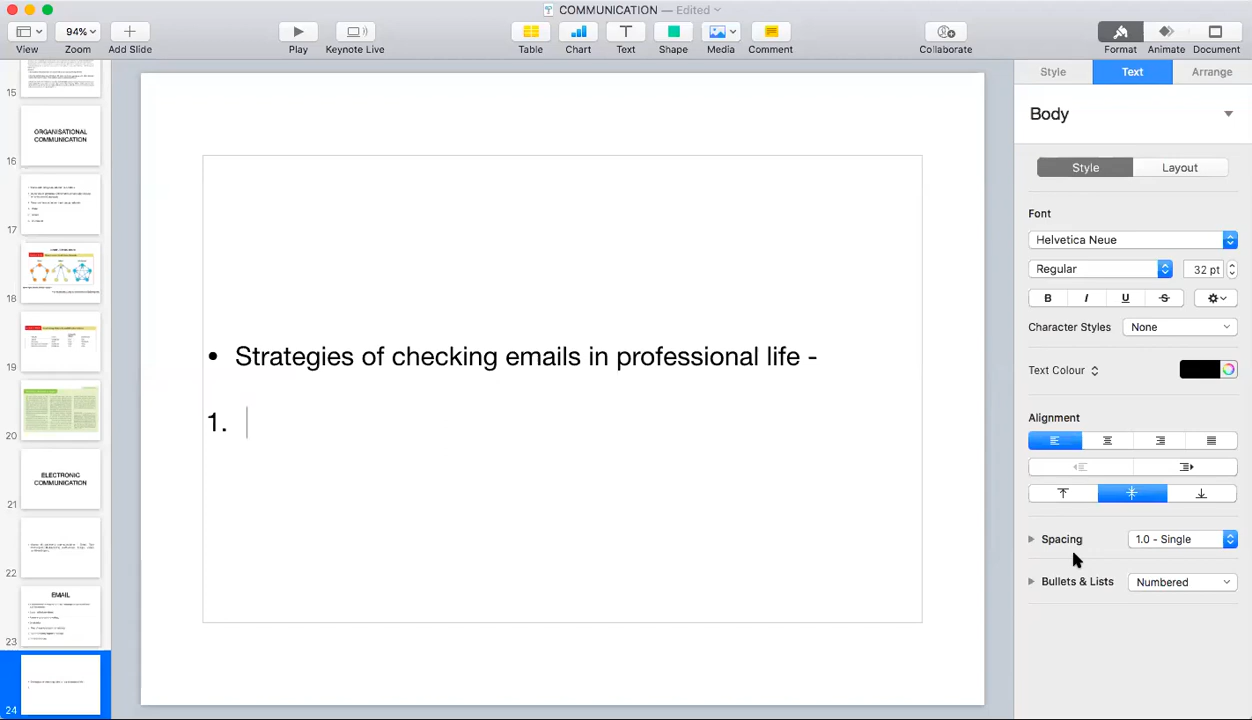 COMMUNICATION — Edited
94%
View Zoom Add Slide Play Keynote Live Table Chart Text Shape Media Comment Collaborate Format Animate Document
Style Text Arrange
Body
Style Layout
Font
Helvetica Neue
Regular 32 pt
B I U S
Character Styles None
Text Colour
Alignment
Spacing 1.0 - Single
Bullets & Lists Numbered
15
ORGANISATIONAL
COMMUNICATION
16
17
18
19
20
ELECTRONIC
COMMUNICATION
21
22
EMAIL
23
24
• Strategies of checking emails in professional life -
1.